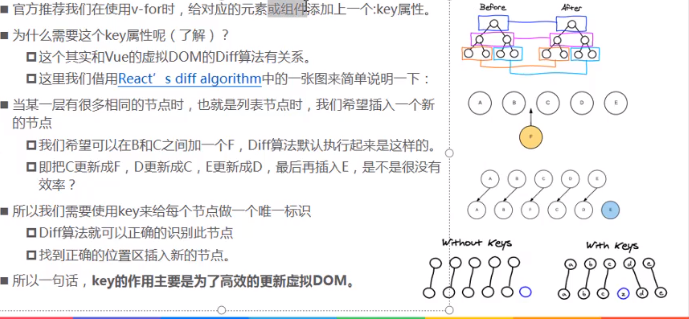 官方推荐我们在使用v-for时，给对应的元素或组件添加上一个:key属性。
为什么需要这个key属性呢（了解）？
这个其实和Vue的虚拟DOM的Diff算法有关系。
这里我们借用React's diff algorithm中的一张图来简单说明一下：
当某一层有很多相同的节点时，也就是列表节点时，我们希望插入一个新
的节点
我们希望可以在B和C之间加一个F，Diff算法默认执行起来是这样的。
即把C更新成F，D更新成C，E更新成D，最后再插入E，是不是很没有
效率？
所以我们需要使用key来给每个节点做一个唯一标识
Diff算法就可以正确的识别此节点
找到正确的位置区插入新的节点。
所以一句话，key的作用主要是为了高效的更新虚拟DOM。
Before After
A B C D E
F
A B C D E
A B F C D E
Without Keys With Keys
a b c d e
a b c x d e